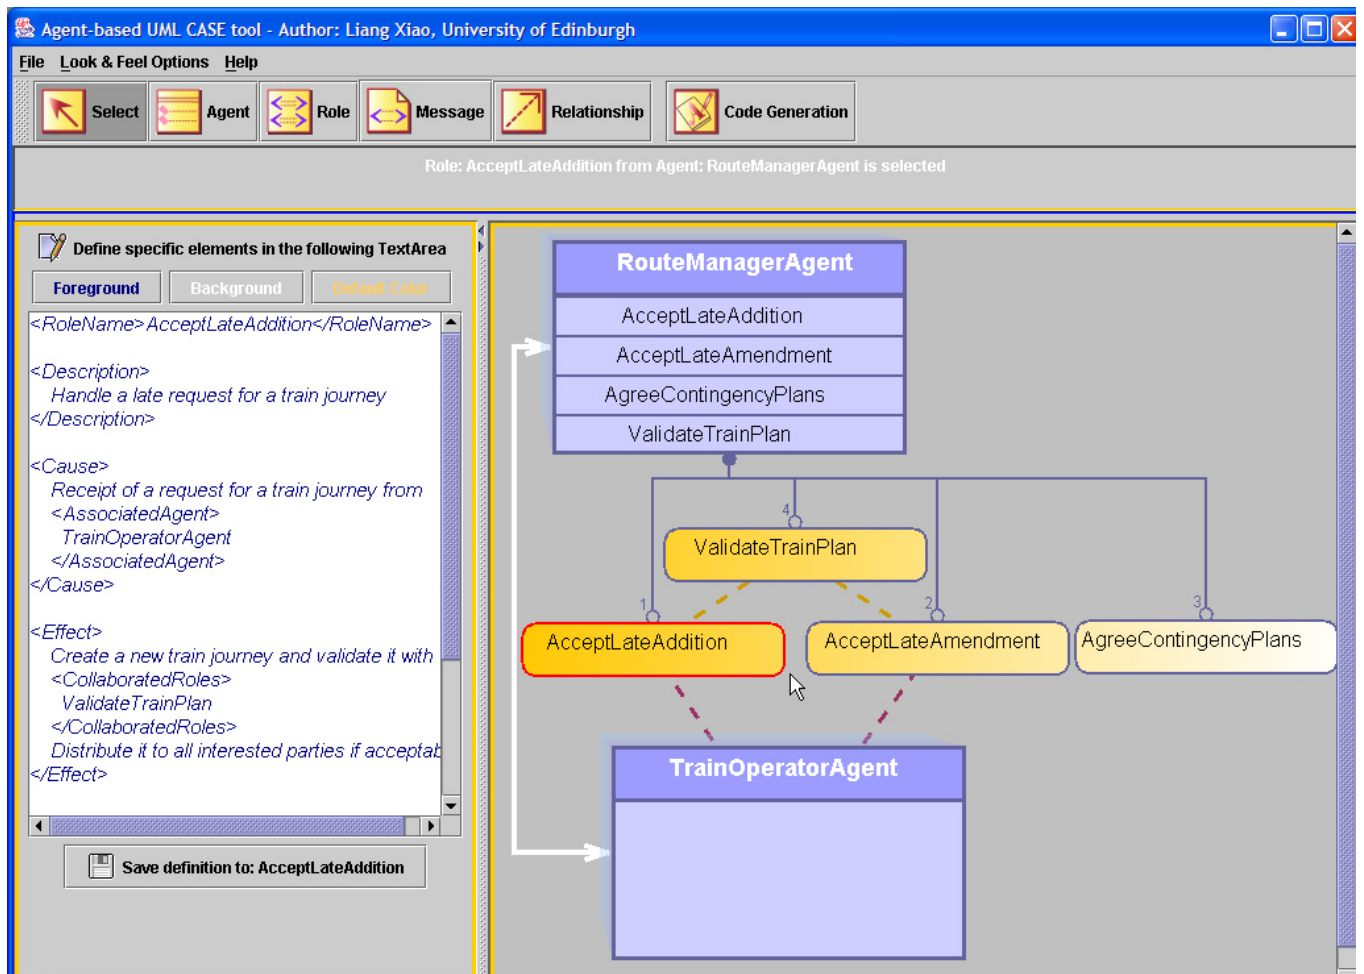 Agent-based UML CASE tool - Author: Liang Xiao, University of Edinburgh
File Look & Feel Options Help
Select Agent Role Message Relationship Code Generation
Role: AcceptLateAddition from Agent: RouteManagerAgent is selected
Define specific elements in the following TextArea
Foreground Background Default Color
<RoleName>AcceptLateAddition</RoleName>
<Description>
Handle a late request for a train journey
</Description>
<Cause>
Receipt of a request for a train journey from
<AssociatedAgent>
TrainOperatorAgent
</AssociatedAgent>
</Cause>
<Effect>
Create a new train journey and validate it with
<CollaboratedRoles>
ValidateTrainPlan
</CollaboratedRoles>
Distribute it to all interested parties if acceptab
</Effect>
Save definition to: AcceptLateAddition
RouteManagerAgent
AcceptLateAddition
AcceptLateAmendment
AgreeContingencyPlans
ValidateTrainPlan
4
ValidateTrainPlan
1
2
3
AcceptLateAddition
AcceptLateAmendment
AgreeContingencyPlans
TrainOperatorAgent